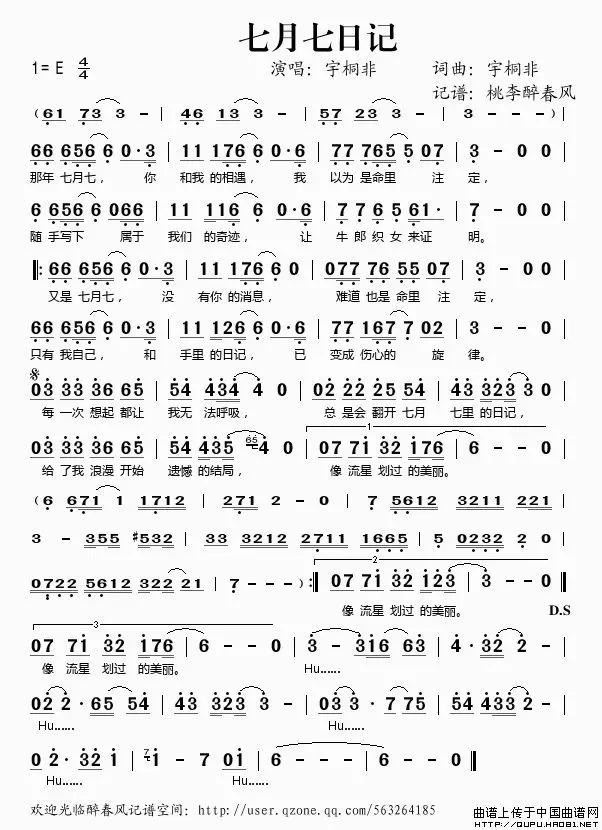 七月七日记
1= E 4/4 演唱：宇桐非 词曲：宇桐非
记谱：桃李醉春风
( 61 73 3 - | 46 13 3 - | 57 23 3 - | 3 - - - )
66 656 6 0·3 | 11 176 6 0·6 | 77 765 5 07 | 3 - 0 0 |
那年 七月七， 你 和我 的相遇， 我 以为 是命里 注 定，
6 656 6 066 | 11 116 6 0·6 | 7 76 5 61· | 7 - 0 0 |
随 手写下 属于 我们 的奇迹， 让 牛 郎 织 女 来证 明。
66 656 6 0·3 | 11 176 6 0 | 077 76 55 07 | 3 - - 0 |
又是 七月七， 没 有你 的消息， 难道 也是 命里 注 定，
66 656 6 0·3 | 11 126 6 0·6 | 77 167 7 02 | 3 - - 0 |
只有 我自己， 和 手里 的日记， 已 变成 伤心的 旋 律。
03 33 36 65 | 54 434 4 0 | 02 22 25 54 | 43 323 3 0 |
每 一次 想起 都让 我无 法呼吸， 总 是会 翻开 七月 七里 的日记，
03 33 36 65 | 54 435 65 4 0 | 1 07 71 32 176 | 6 - - 0 |
给 了我 浪漫 开始 遗憾 的结局， 像 流星 划过 的美丽。
( 6 671 1 1712 | 271 2 - 0 | 7 5612 3211 221 |
3 - 355 #532 | 33 3212 2711 1665 | 5 0232 2 - |
0722 5612 322 21 | 7 - - - ) :| 2 07 71 32 123 | 3 - - 0 ‖
像 流星 划过 的美丽。 D.S
3 07 71 32 176 | 6 - - 0 | 3 - 316 63 | 4· 32 2 - |
像 流星 划过 的美丽。 Hu......
02 2 · 65 54 | 43 323 3 - | 03 3 · 7 75 | 54 433 2 - |
Hu...... Hu......
0 2· 32 1 | 7 1 - 7 01 | 6 - - - | 6 - - - ‖
Hu...... Hu......
欢迎光临醉春风记谱空间：http://user.qzone.qq.com/563264185
曲谱上传于中国曲谱网
http://QUPU.HAO81.NET